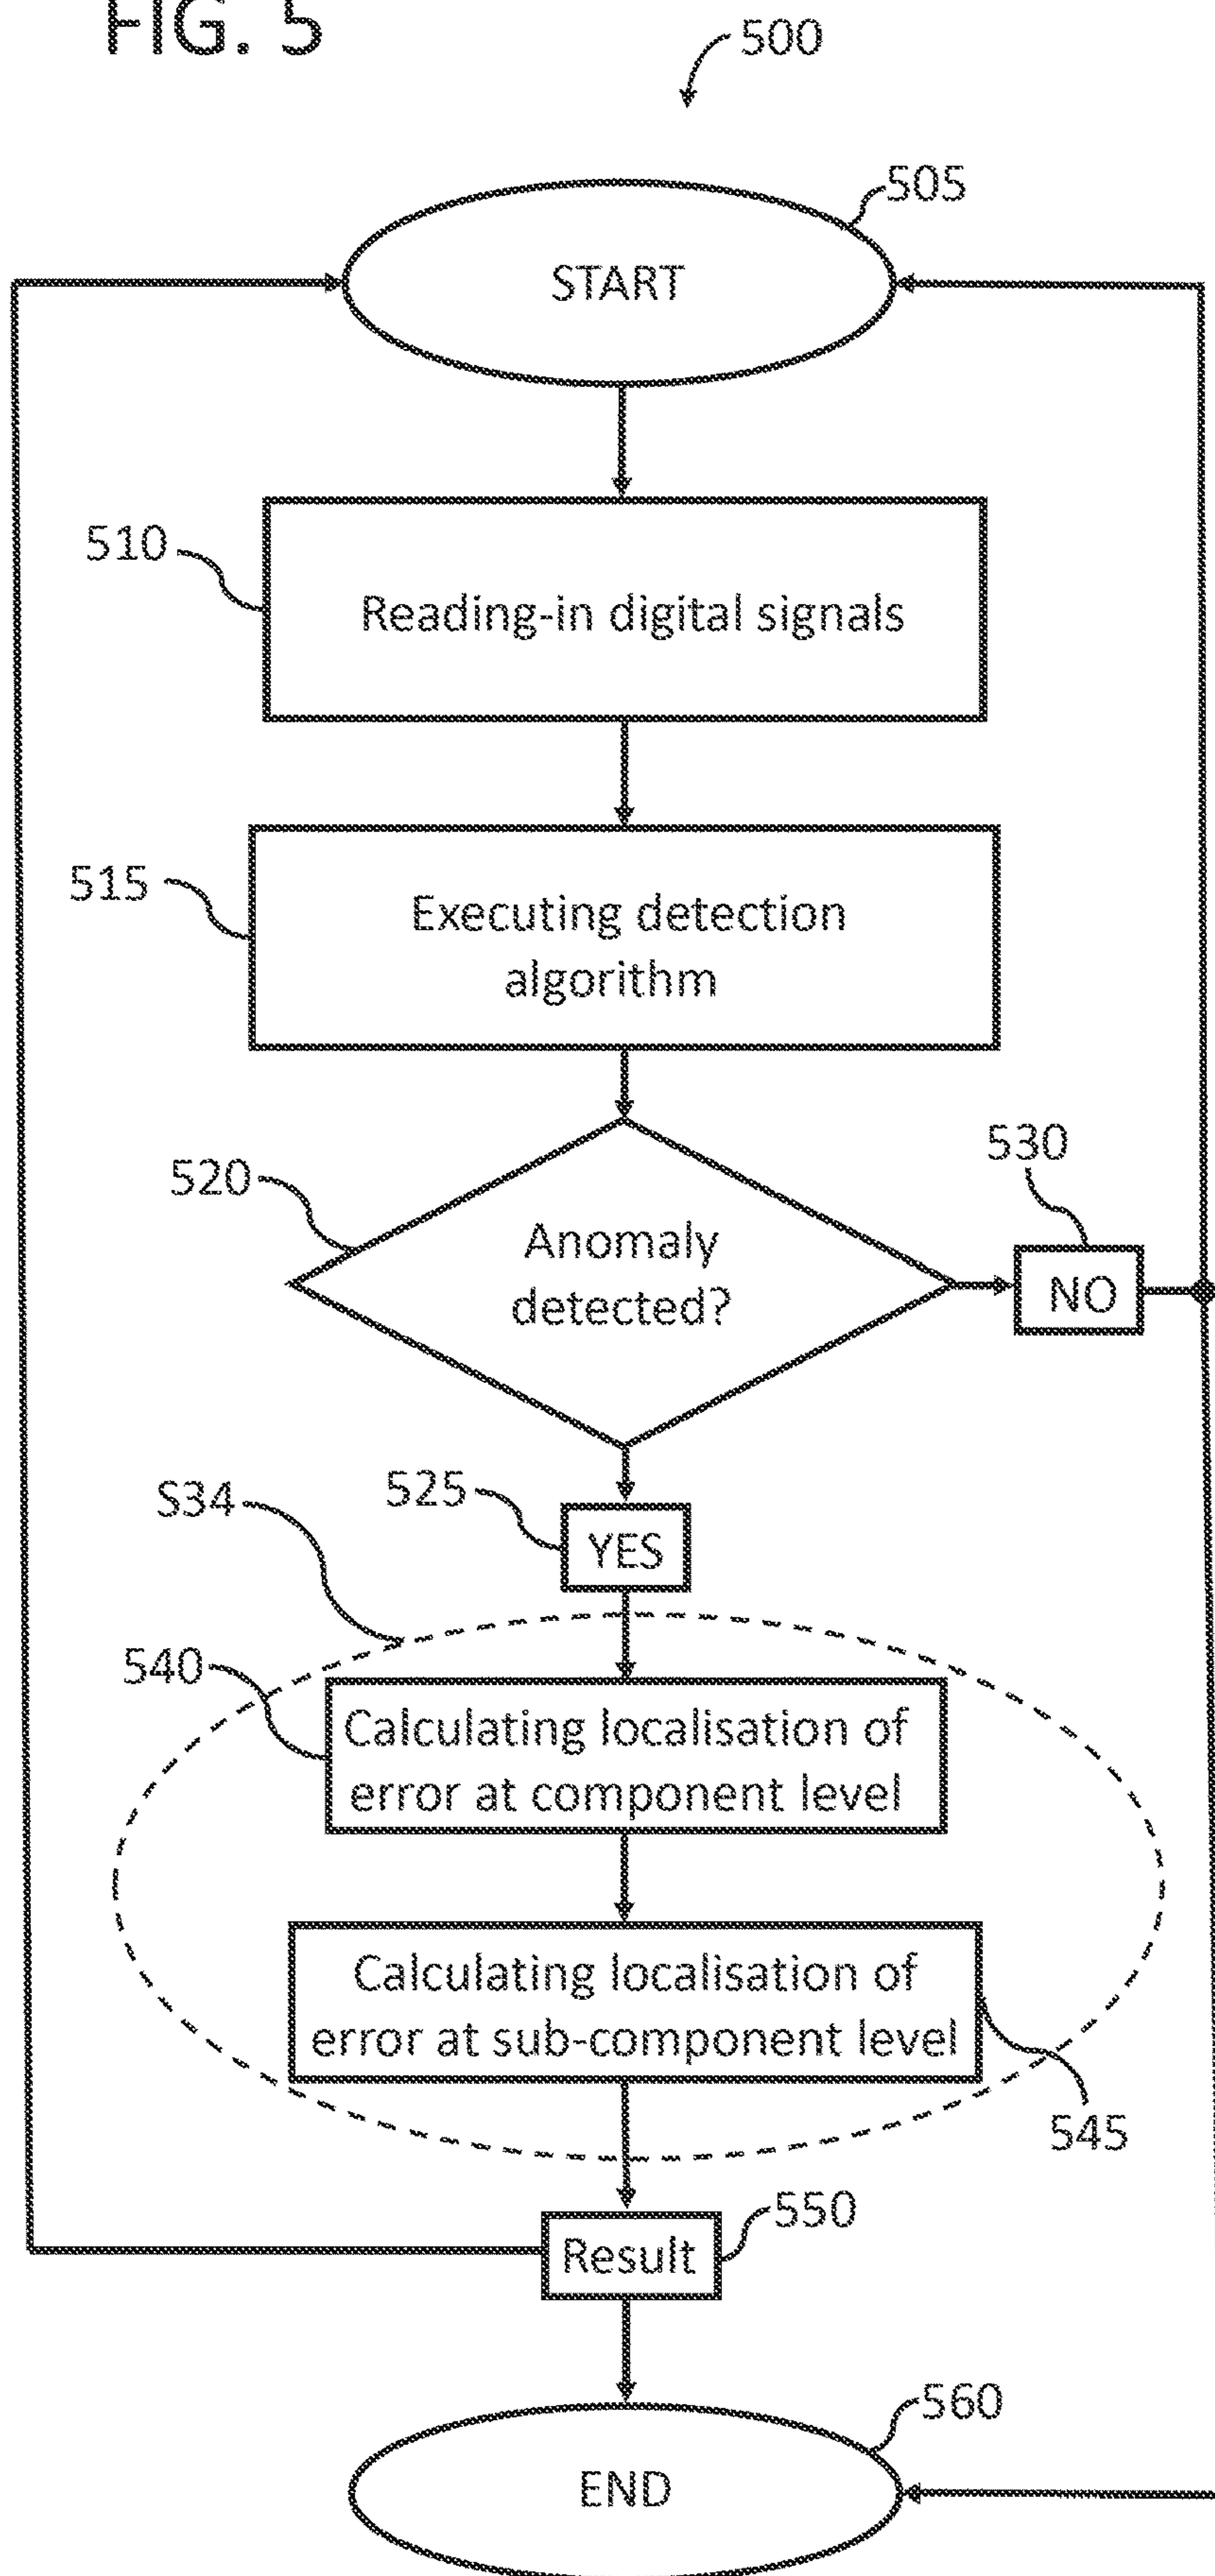 FIG. 5
500
505
START
510
Reading-in digital signals
515
Executing detection
algorithm
520
Anomaly
detected?
530
NO
S34
525
YES
540
Calculating localisation of
error at component level
Calculating localisation of
error at sub-component level
545
550
Result
560
END